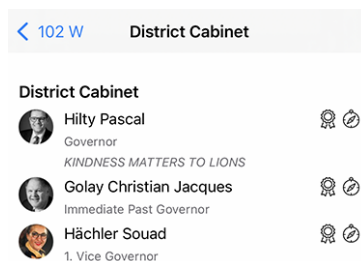 102 W
District Cabinet
District Cabinet
Hilty Pascal
Governor
KINDNESS MATTERS TO LIONS
Golay Christian Jacques
Immediate Past Governor
Hächler Souad
1. Vice Governor